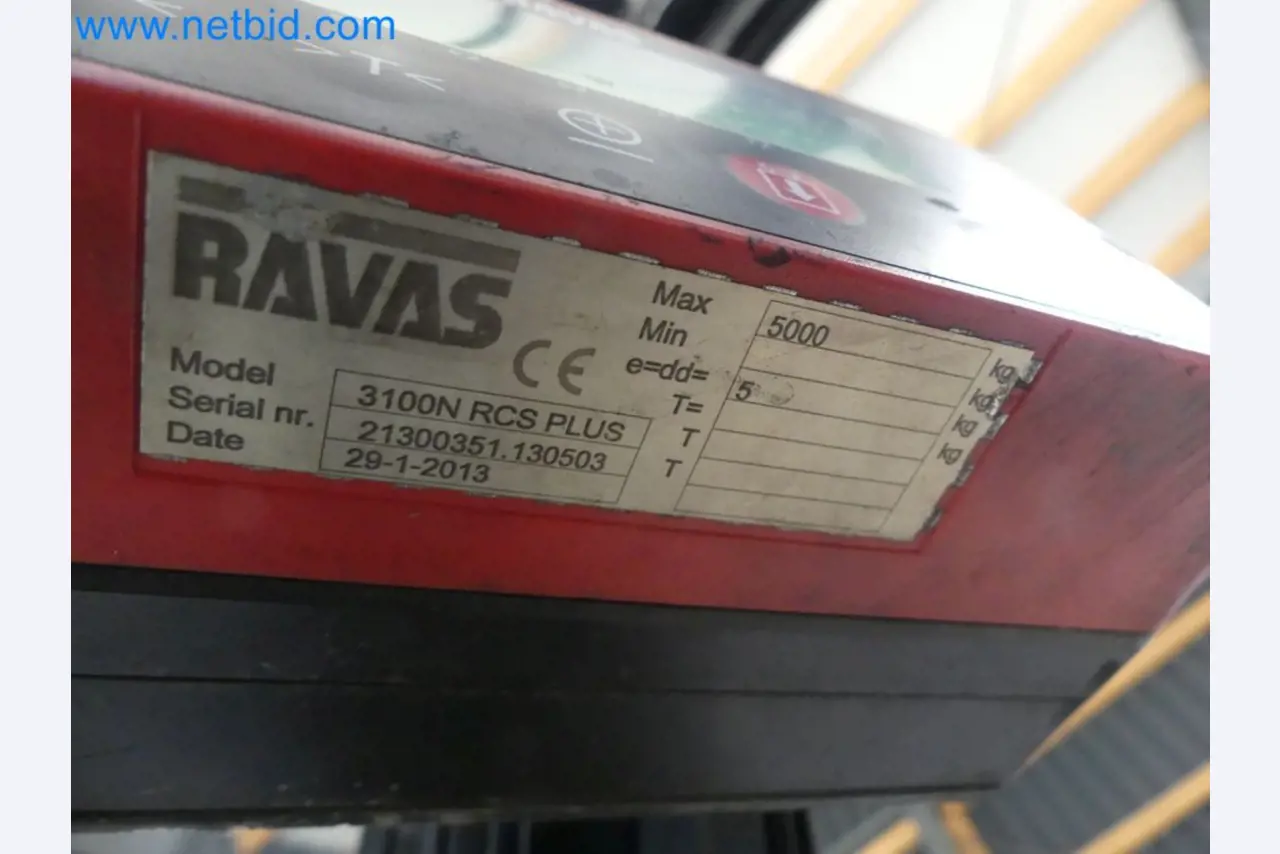 www.netbid.com
>T<
RAVAS
CE
Model 3100N RCS PLUS
Serial nr. 21300351.130503
Date 29-1-2013
Max 5000 kg
Min kg
e=dd= 5 kg
T= kg
T
T